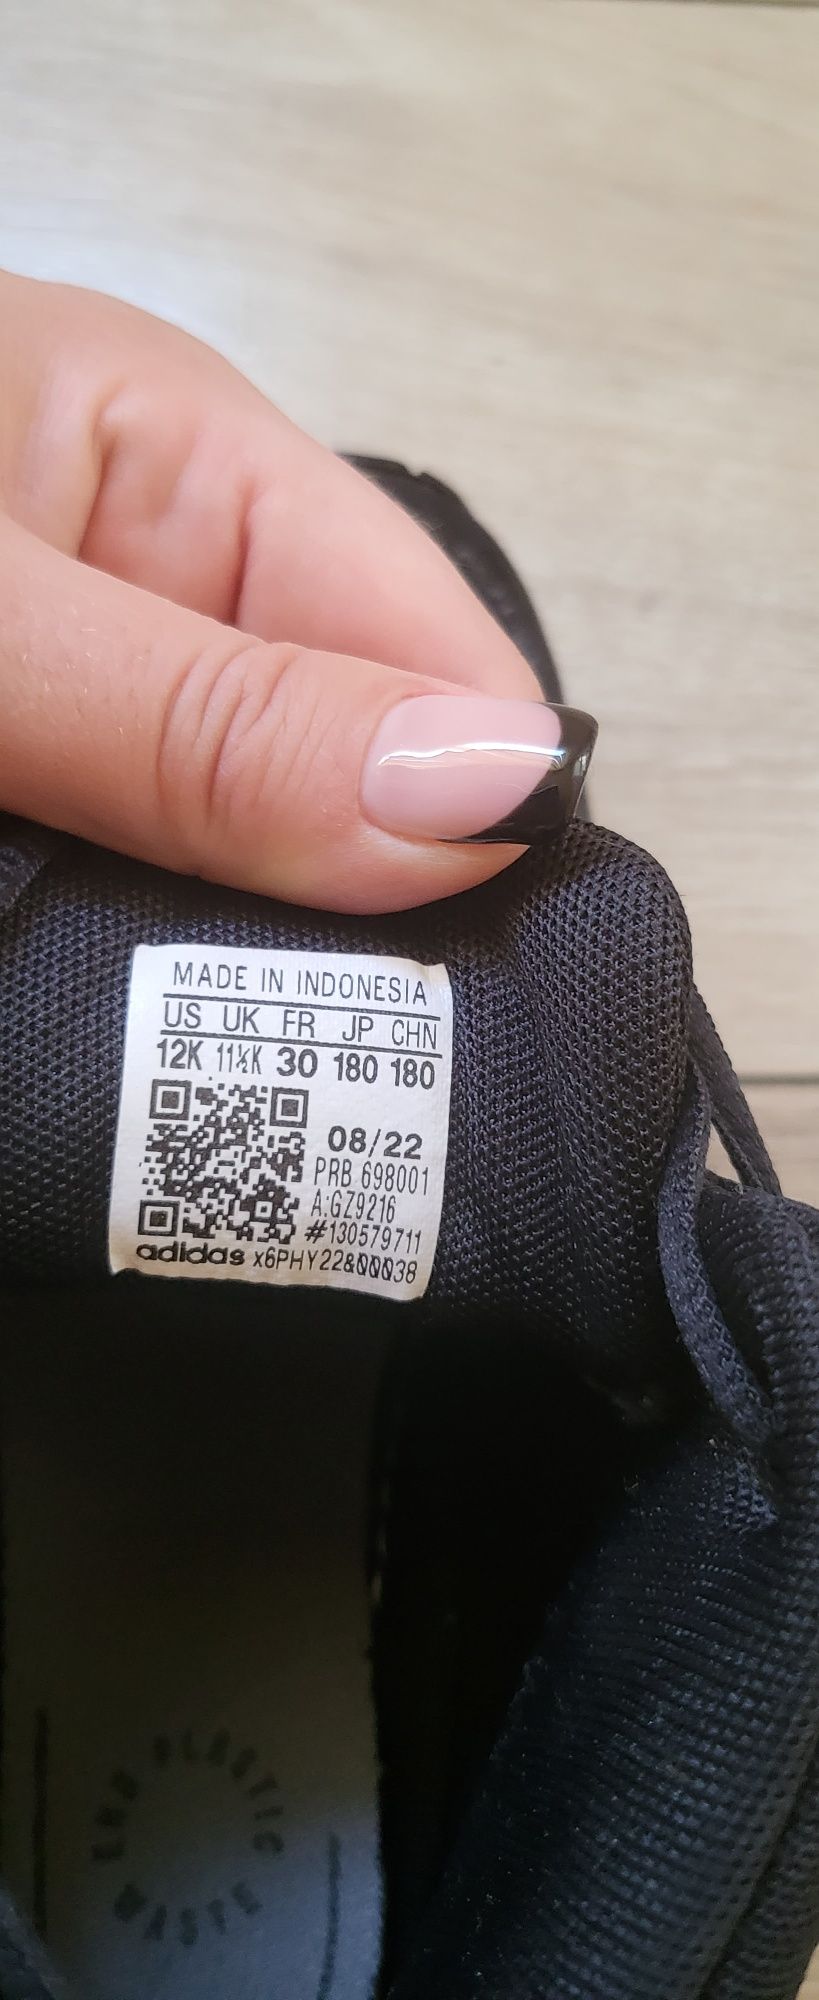 MADE IN INDONESIA
US UK FR JP CHN
12K 11½K 30 180 180
08/22
PRB 698001
A:GZ9216
#130579711
adidas x6PHY22&00038
END PLASTIC WASTE